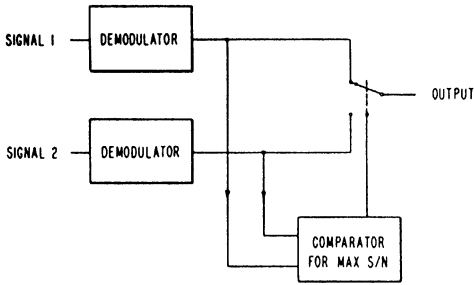 SIGNAL 1
DEMODULATOR
OUTPUT
SIGNAL 2
DEMODULATOR
COMPARATOR
FOR MAX S/N